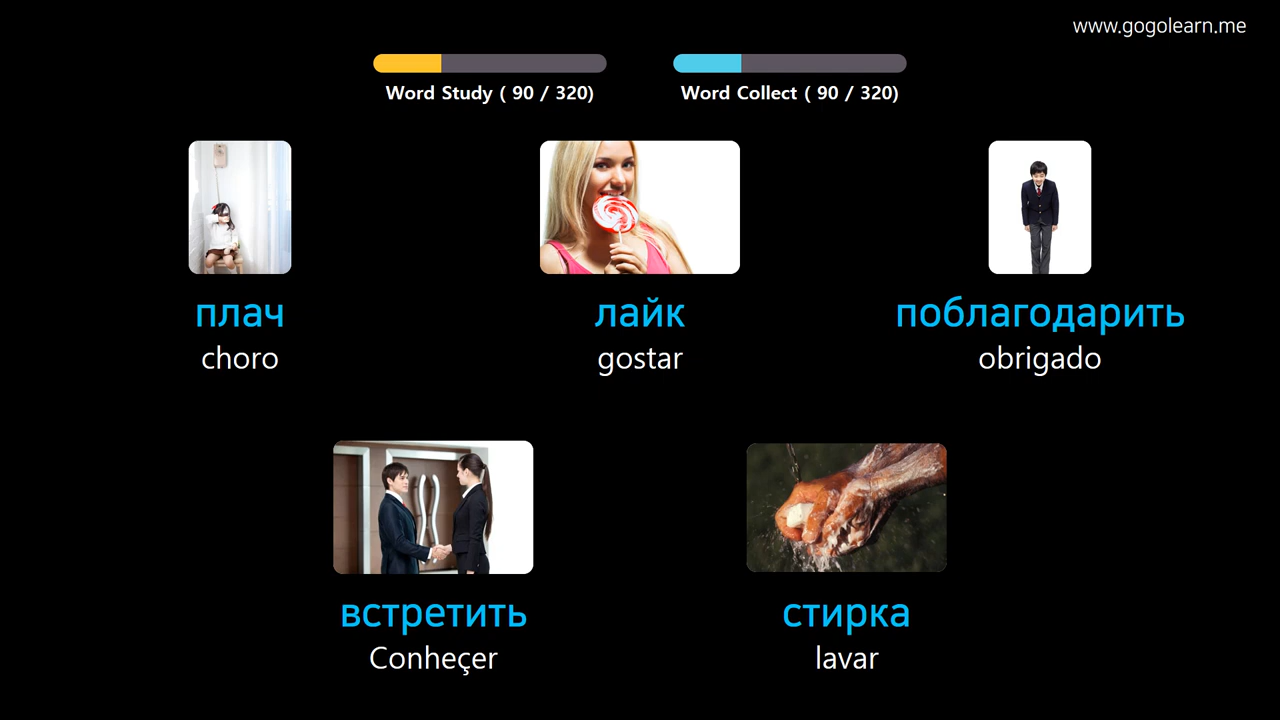 www.gogolearn.me
Word Study ( 90 / 320)
Word Collect ( 90 / 320)
плач
choro
лайк
gostar
поблагодарить
obrigado
встретить
Conheçer
стирка
lavar